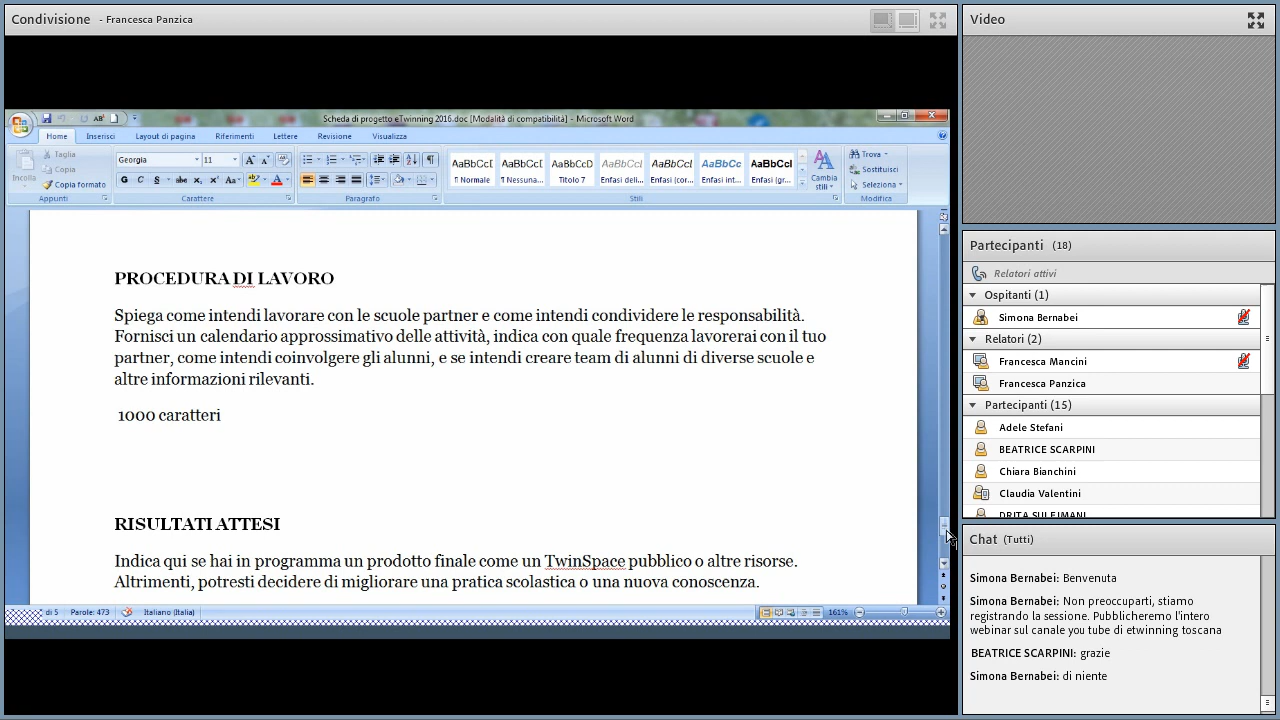 Condivisione - Francesca Panzica
Scheda di progetto eTwinning 2016.doc [Modalità di compatibilità] - Microsoft Word
Home Inserisci Layout di pagina Riferimenti Lettere Revisione Visualizza
Incolla
Taglia
Copia
Copia formato
Appunti
Georgia 11
Carattere
Paragrafo
AaBbCcI AaBbCcI AaBbCcD AaBbCcI AaBbCcI AaBbCc AaBbCcI
¶ Normale ¶ Nessuna... Titolo 7 Enfasi deli... Enfasi (cor... Enfasi int... Enfasi (gr...
Stili
Cambia stili
Trova
Sostituisci
Seleziona
Modifica
PROCEDURA DI LAVORO
Spiega come intendi lavorare con le scuole partner e come intendi condividere le responsabilità.
Fornisci un calendario approssimativo delle attività, indica con quale frequenza lavorerai con il tuo
partner, come intendi coinvolgere gli alunni, e se intendi creare team di alunni di diverse scuole e
altre informazioni rilevanti.
1000 caratteri
RISULTATI ATTESI
Indica qui se hai in programma un prodotto finale come un TwinSpace pubblico o altre risorse.
Altrimenti, potresti decidere di migliorare una pratica scolastica o una nuova conoscenza.
di 5 Parole: 473 Italiano (Italia) 161%
Video
Partecipanti (18)
Relatori attivi
Ospitanti (1)
Simona Bernabei
Relatori (2)
Francesca Mancini
Francesca Panzica
Partecipanti (15)
Adele Stefani
BEATRICE SCARPINI
Chiara Bianchini
Claudia Valentini
DRITA SULEJMANI
Chat (Tutti)
Simona Bernabei: Benvenuta
Simona Bernabei: Non preoccuparti, stiamo
registrando la sessione. Pubblicheremo l'intero
webinar sul canale you tube di etwinning toscana
BEATRICE SCARPINI: grazie
Simona Bernabei: di niente